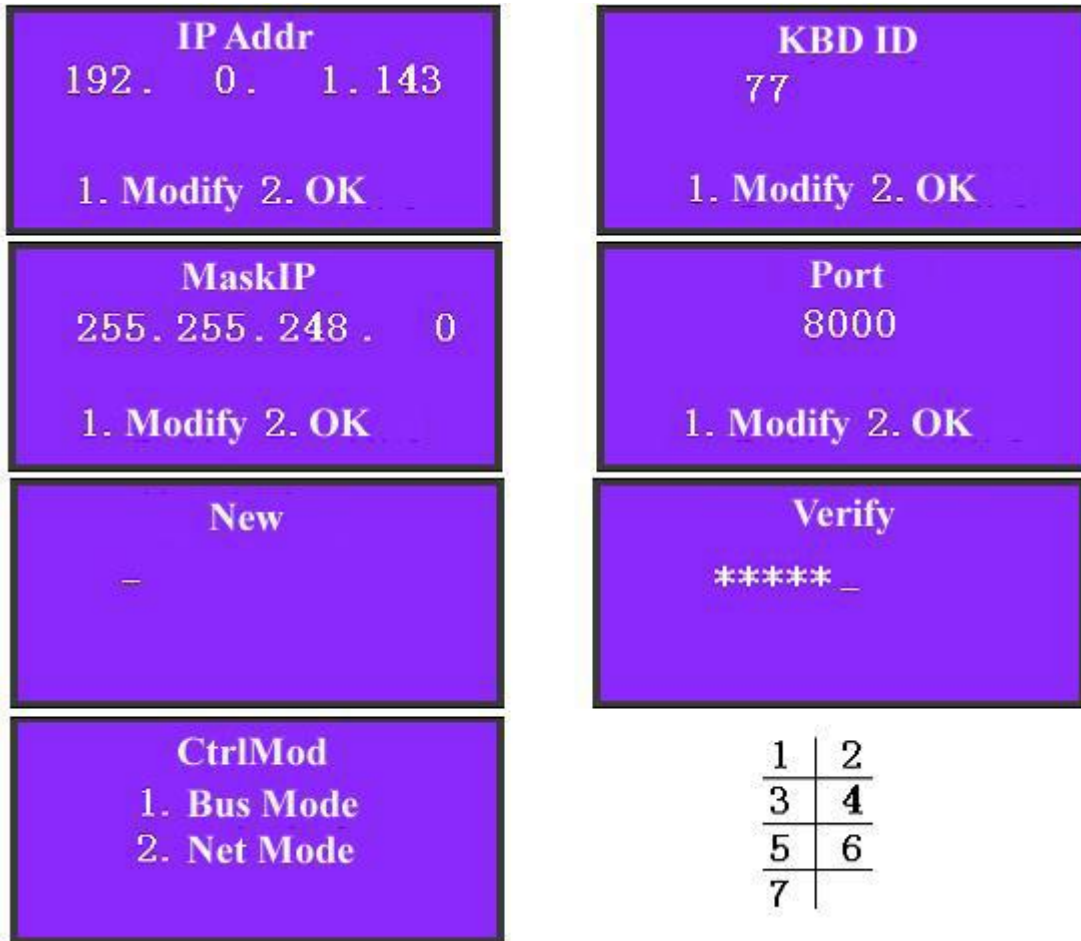 IP Addr
192. 0. 1.143
1. Modify 2. OK
KBD ID
77
1. Modify 2. OK
MaskIP
255.255.248. 0
1. Modify 2. OK
Port
8000
1. Modify 2. OK
New
_
Verify
*****_
CtrlMod
1. Bus Mode
2. Net Mode
1 2
3 4
5 6
7